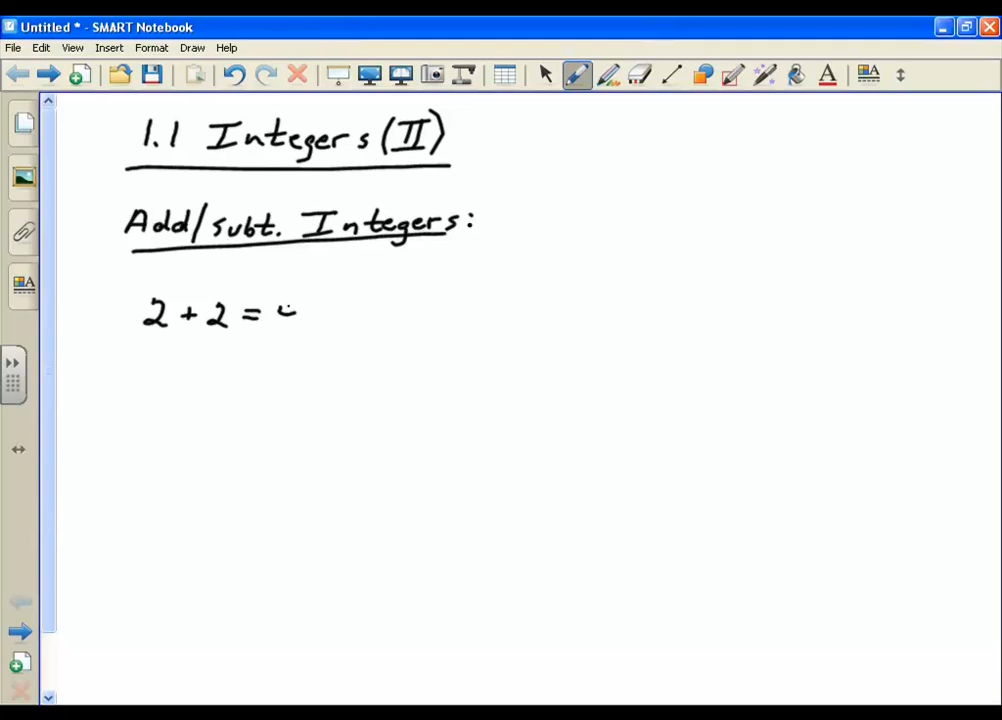 Untitled * - SMART Notebook
File Edit View Insert Format Draw Help
1.1 Integers (II)
Add/subt. Integers:
2 + 2 =